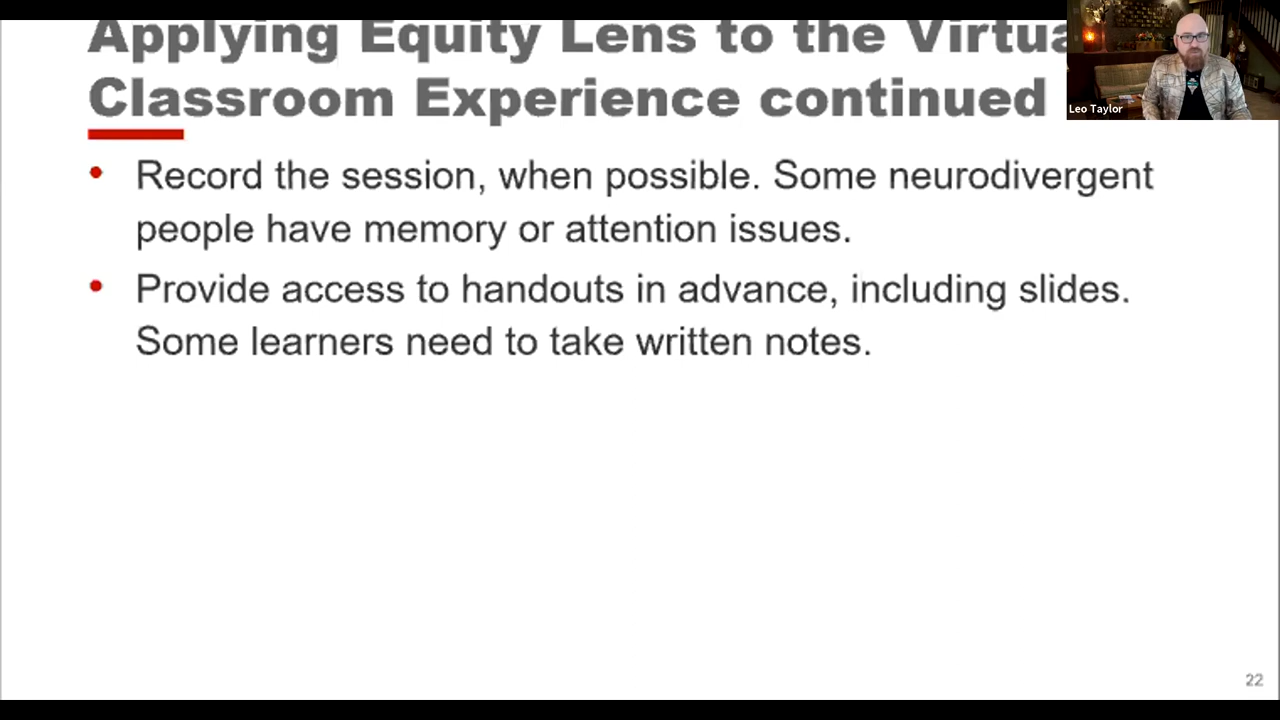 Applying Equity Lens to the Virtua
Classroom Experience continued
Leo Taylor
• Record the session, when possible. Some neurodivergent
people have memory or attention issues.
• Provide access to handouts in advance, including slides.
Some learners need to take written notes.
22